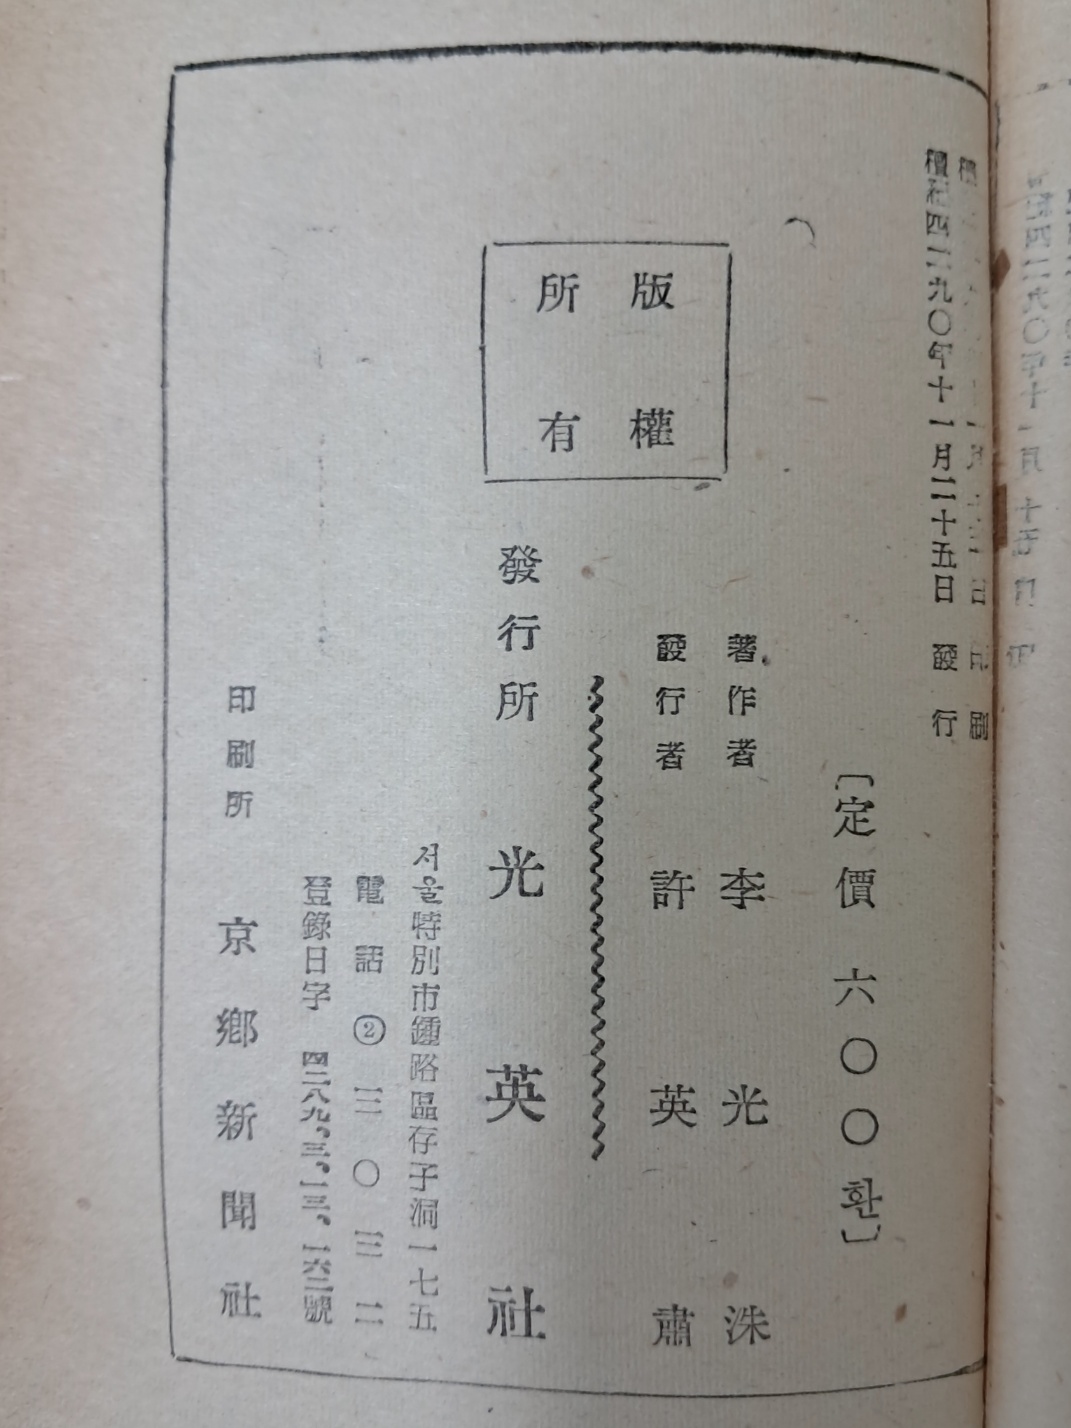 日 印刷
檀紀四二九〇年十一月二十五日 發行
〔定價 六〇〇환〕
著作者 李光洙
發行者 許英肅
版權
所有
發行所 光英社
서울特別市鍾路區存子洞一七五
電話②三〇三二
登錄日字 四二八九、三、一三、一六二號
印刷所 京鄕新聞社